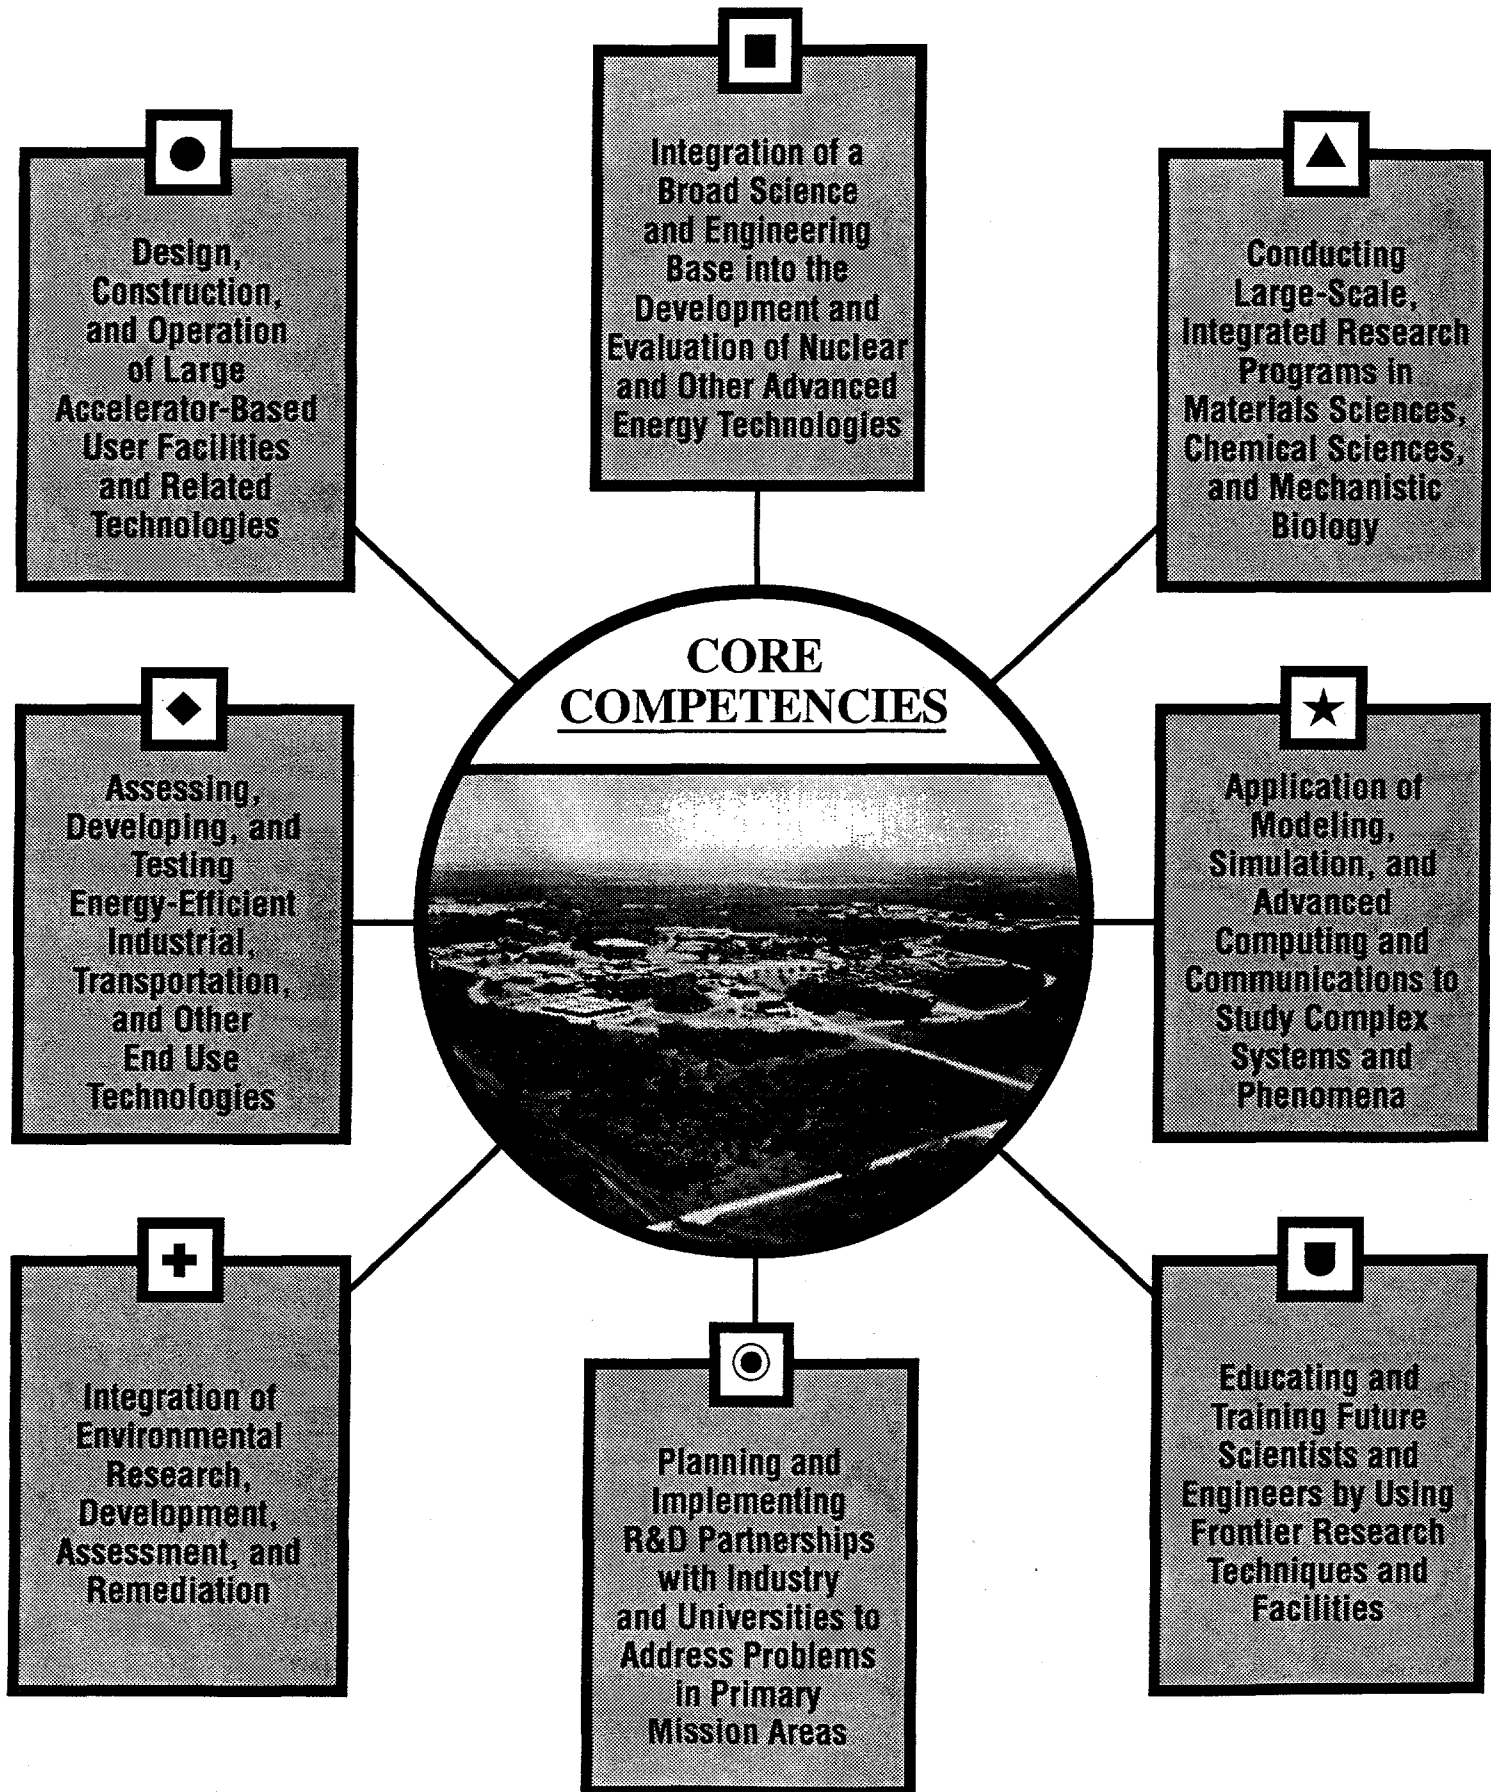 Integration of a
Broad Science
and Engineering
Base into the
Development and
Evaluation of Nuclear
and Other Advanced
Energy Technologies
Design,
Construction,
and Operation
of Large
Accelerator-Based
User Facilities
and Related
Technologies
Conducting
Large-Scale,
Integrated Research
Programs in
Materials Sciences,
Chemical Sciences,
and Mechanistic
Biology
CORE
COMPETENCIES
Assessing,
Developing, and
Testing
Energy-Efficient
Industrial,
Transportation,
and Other
End Use
Technologies
Application of
Modeling,
Simulation, and
Advanced
Computing and
Communications to
Study Complex
Systems and
Phenomena
Integration of
Environmental
Research,
Development,
Assessment, and
Remediation
Planning and
Implementing
R&D Partnerships
with Industry
and Universities to
Address Problems
in Primary
Mission Areas
Educating and
Training Future
Scientists and
Engineers by Using
Frontier Research
Techniques and
Facilities